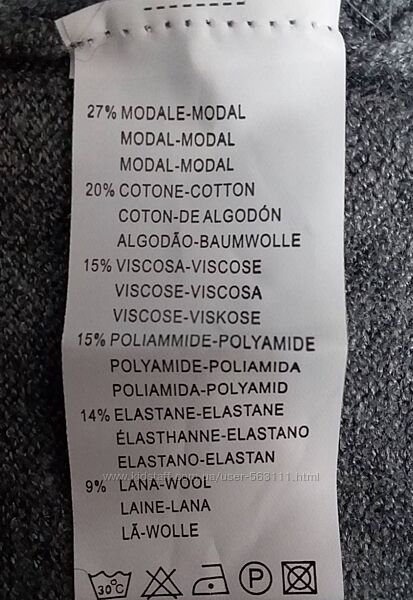 27% MODALE-MODAL
MODAL-MODAL
MODAL-MODAL
20% COTONE-COTTON
COTON-DE ALGODÓN
ALGODÃO-BAUMWOLLE
15% VISCOSA-VISCOSE
VISCOSE-VISCOSA
VISCOSE-VISKOSE
15% POLIAMMIDE-POLYAMIDE
POLYAMIDE-POLIAMIDA
POLIAMIDA-POLYAMID
14% ELASTANE-ELASTANE
ÉLASTHANNE-ELASTANO
ELASTANO-ELASTAN
9% LANA-WOOL
LAINE-LANA
LÃ-WOLLE
30°C P